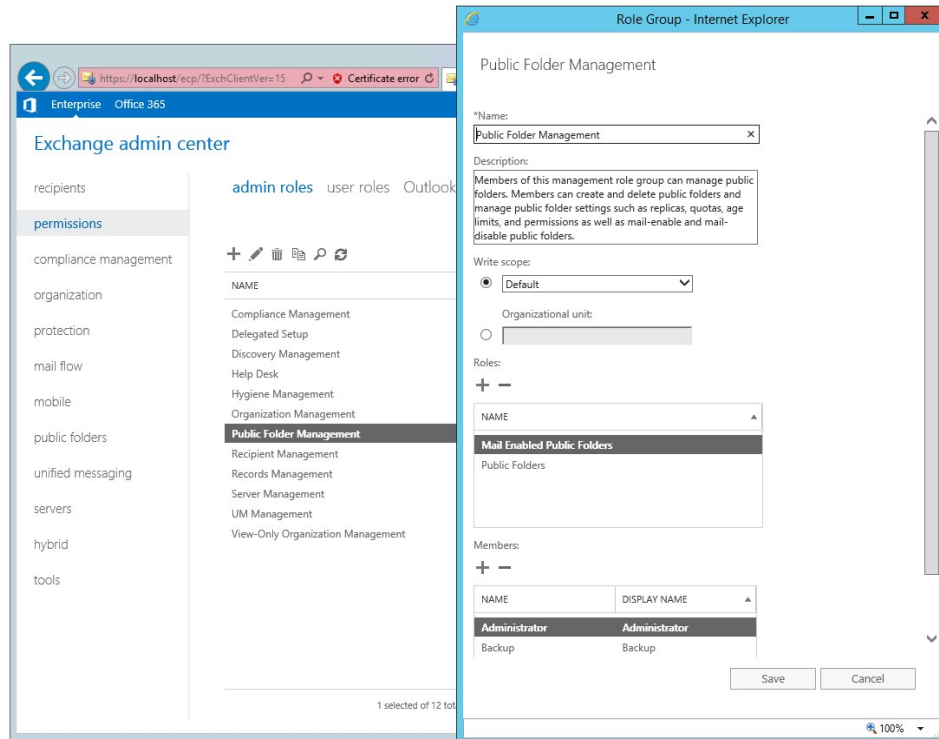 Role Group - Internet Explorer
https://localhost/ecp/?ExchClientVer=15
Certificate error
Enterprise Office 365
Exchange admin center
recipients
permissions
compliance management
organization
protection
mail flow
mobile
public folders
unified messaging
servers
hybrid
tools
admin roles user roles Outlook
NAME
Compliance Management
Delegated Setup
Discovery Management
Help Desk
Hygiene Management
Organization Management
Public Folder Management
Recipient Management
Records Management
Server Management
UM Management
View-Only Organization Management
1 selected of 12 tot
Public Folder Management
*Name:
Public Folder Management
Description:
Members of this management role group can manage public
folders. Members can create and delete public folders and
manage public folder settings such as replicas, quotas, age
limits, and permissions as well as mail-enable and mail-
disable public folders.
Write scope:
Default
Organizational unit:
Roles:
NAME
Mail Enabled Public Folders
Public Folders
Members:
NAME DISPLAY NAME
Administrator Administrator
Backup Backup
Save Cancel
100%